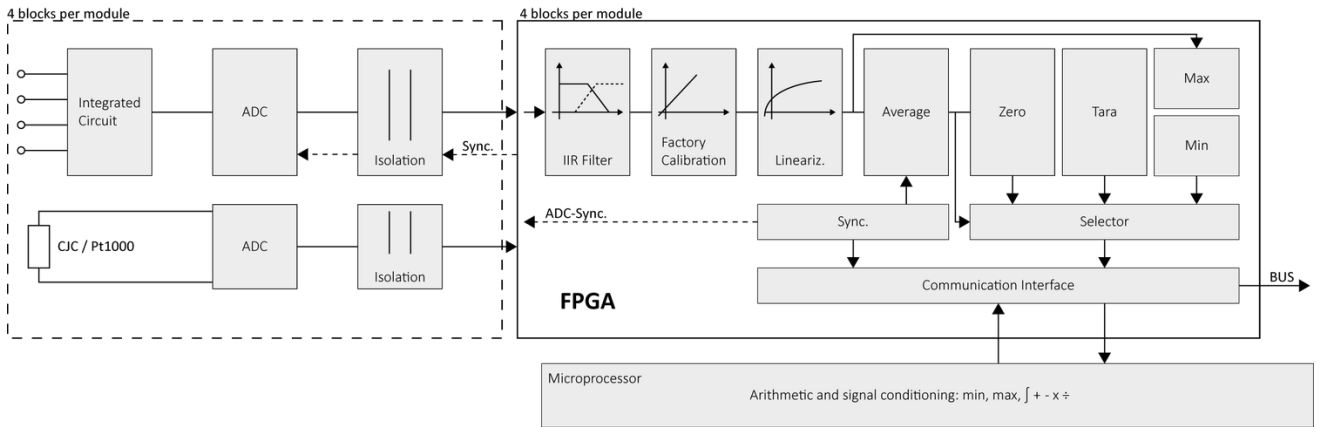 4 blocks per module
Integrated
Circuit
ADC
Isolation
Sync.
CJC / Pt1000
ADC
Isolation
4 blocks per module
IIR Filter
Factory
Calibration
Lineariz.
Average
Zero
Tara
Max
Min
ADC-Sync.
Sync.
Selector
Communication Interface
BUS
FPGA
Microprocessor
Arithmetic and signal conditioning: min, max, ∫ + - x ÷